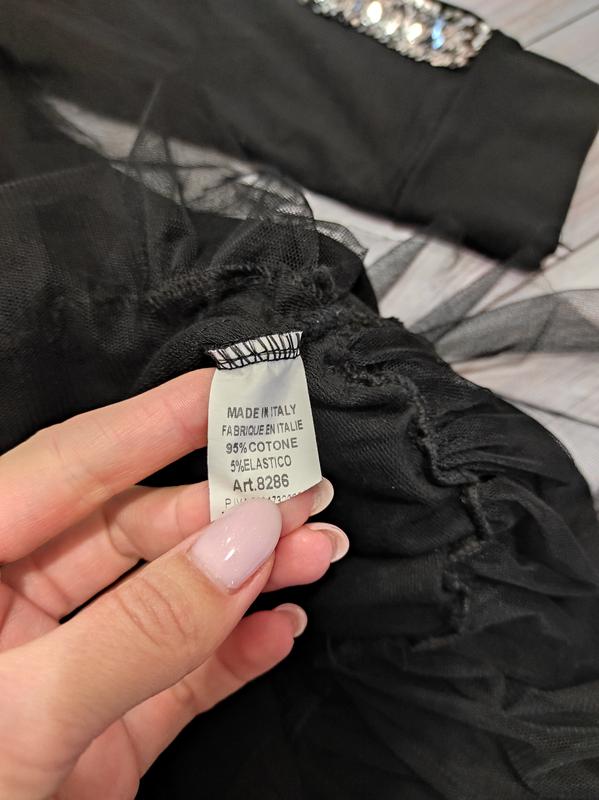 MADE IN ITALY
FABRIQUE EN ITALIE
95%COTONE
5%ELASTICO
Art.8286